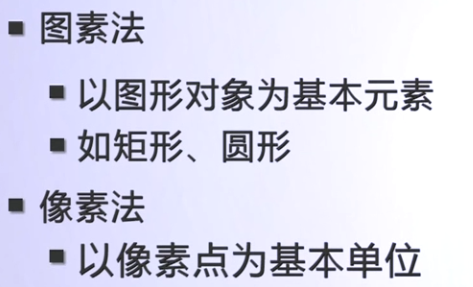 图素法
以图形对象为基本元素
如矩形、圆形
像素法
以像素点为基本单位